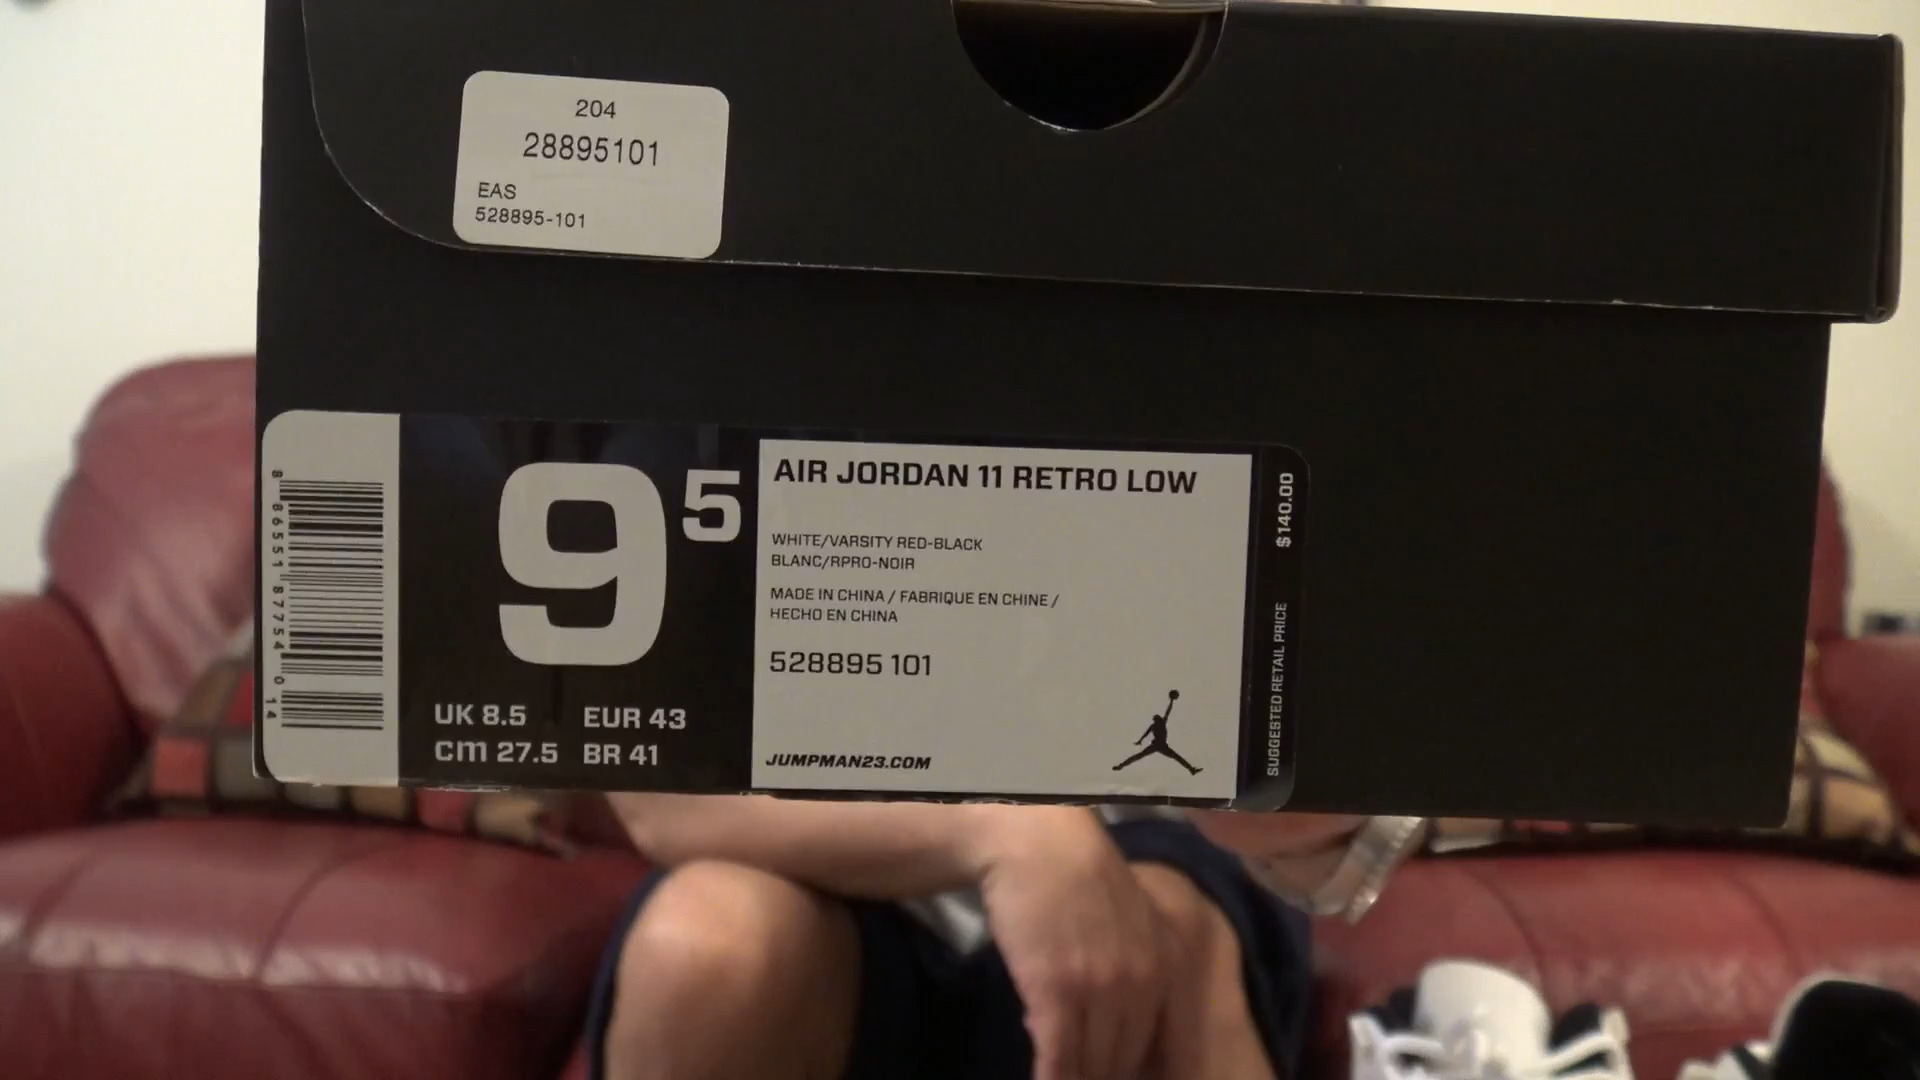 204
28895101
EAS
528895-101
8 86551 87754 0 14
9 5
UK 8.5 EUR 43
cm 27.5 BR 41
AIR JORDAN 11 RETRO LOW
WHITE/VARSITY RED-BLACK
BLANC/RPRO-NOIR
MADE IN CHINA / FABRIQUE EN CHINE /
HECHO EN CHINA
528895 101
JUMPMAN23.COM
SUGGESTED RETAIL PRICE $140.00